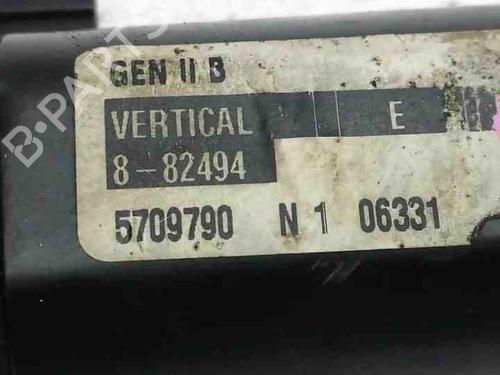 GEN II B
VERTICAL E
8-82494
5709790 N 1 06331
B-PARTS